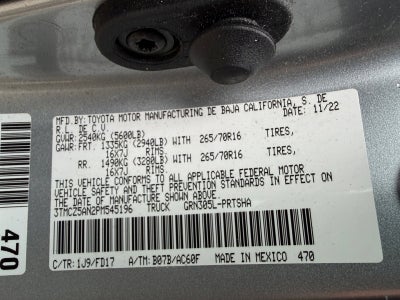 MFD.BY:TOYOTA MOTOR MANUFACTURING DE BAJA CALIFORNIA, S. DE
R.L. DE C.V. DATE: 11/22
GVWR: 2540KG (5600LB)
GAWR: FRT. 1335KG (2940LB) WITH 265/70R16 TIRES,
16X7J RIMS.
RR. 1490KG (3280LB) WITH 265/70R16 TIRES,
16X7J RIMS.
THIS VEHICLE CONFORMS TO ALL APPLICABLE FEDERAL MOTOR
VEHICLE SAFETY AND THEFT PREVENTION STANDARDS IN EFFECT ON
THE DATE OF MANUFACTURE SHOWN ABOVE.
3TMCZ5AN2PM545196 TRUCK GRN305L-PRTSHA
C/TR: 1J9/FD17 A/TM: B07B/AC60F MADE IN MEXICO 470
470